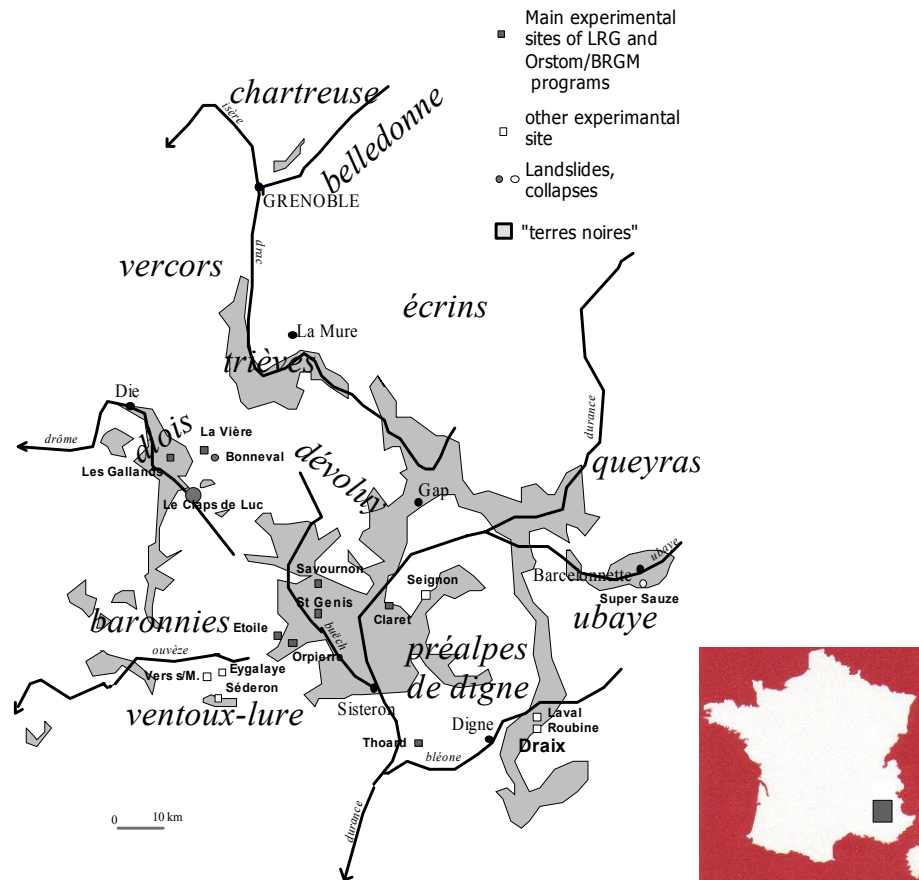 Main experimental
sites of LRG and
Orstom/BRGM
programs
other experimantal
site
Landslides,
collapses
"terres noires"
chartreuse
isère
belledonne
GRENOBLE
drac
vercors
écrins
La Mure
trièves
Die
durance
diois
La Vière
drôme
Bonneval
Les Gallands
queyras
dévoluy
Gap
Le Claps de Luc
ubaye
Savournon
Seignon
Barcelonnette
Super Sauze
St Genis
Claret
ubaye
baronnies
Etoile
buëch
Orpierre
préalpes
de digne
ouvèze
Eygalaye
Vers s/M.
Séderon
ventoux-lure
Sisteron
Laval
Roubine
Digne
Draix
Thoard
bléone
durance
0 10 km